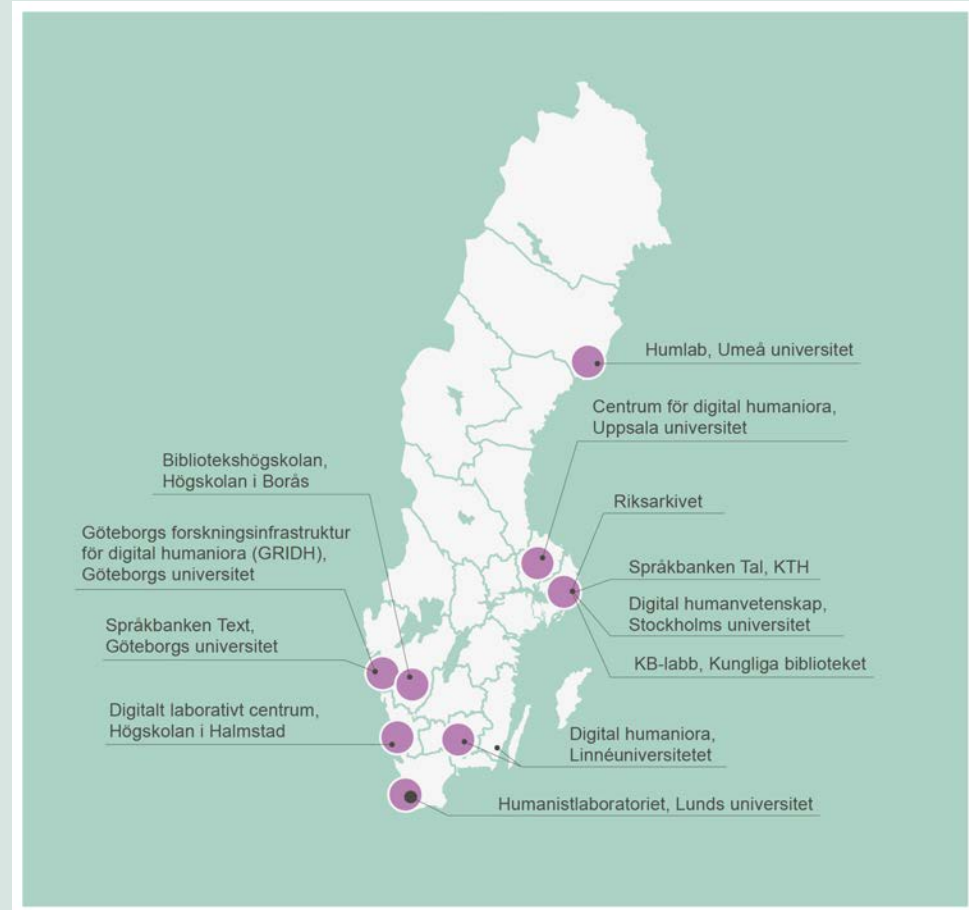 Humlab, Umeå universitet
Centrum för digital humaniora,
Uppsala universitet
Bibliotekshögskolan,
Högskolan i Borås
Riksarkivet
Göteborgs forskningsinfrastruktur
för digital humaniora (GRIDH),
Göteborgs universitet
Språkbanken Tal, KTH
Digital humanvetenskap,
Stockholms universitet
Språkbanken Text,
Göteborgs universitet
KB-labb, Kungliga biblioteket
Digitalt laborativt centrum,
Högskolan i Halmstad
Digital humaniora,
Linnéuniversitetet
Humanistlaboratoriet, Lunds universitet